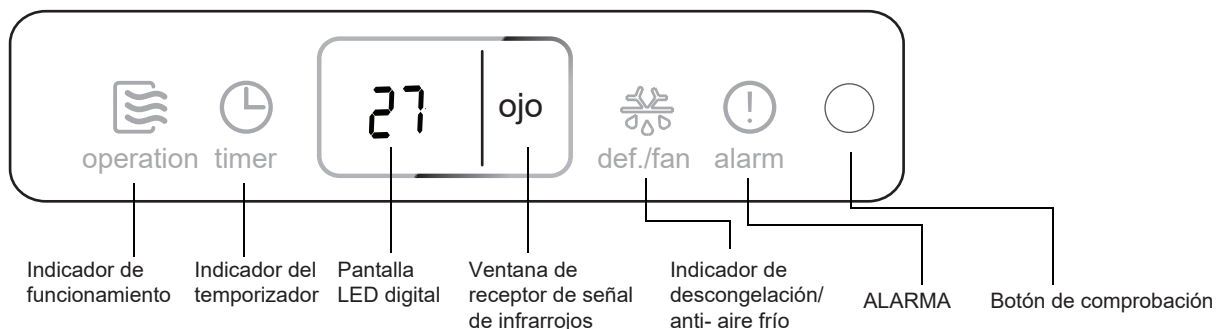 27
ojo
operation
timer
def./fan
alarm
Indicador de
funcionamiento
Indicador del
temporizador
Pantalla
LED digital
Ventana de
receptor de señal
de infrarrojos
Indicador de
descongelación/
anti- aire frío
ALARMA
Botón de comprobación